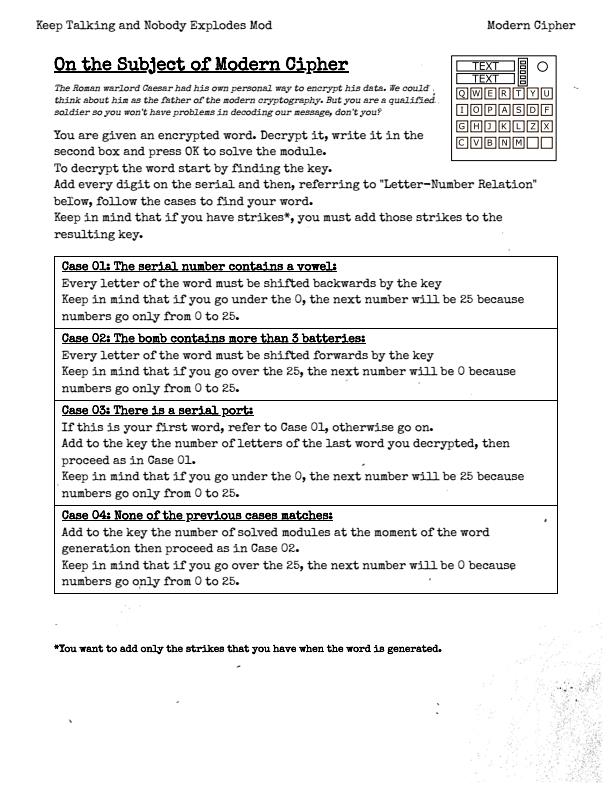 Keep Talking and Nobody Explodes Mod
Modern Cipher
On the Subject of Modern Cipher
The Roman warlord Caesar had his own personal way to encrypt his data. We could
think about him as the father of the modern cryptography. But you are a qualified
soldier so you won't have problems in decoding our message, don't you?
TEXT
TEXT
Q W E R T Y U
I O P A S D F
G H J K L Z X
C V B N M
You are given an encrypted word. Decrypt it, write it in the
second box and press OK to solve the module.
To decrypt the word start by finding the key.
Add every digit on the serial and then, referring to "Letter-Number Relation"
below, follow the cases to find your word.
Keep in mind that if you have strikes*, you must add those strikes to the
resulting key.
Case 01: The serial number contains a vowel:
Every letter of the word must be shifted backwards by the key
Keep in mind that if you go under the 0, the next number will be 25 because
numbers go only from 0 to 25.
Case 02: The bomb contains more than 3 batteries:
Every letter of the word must be shifted forwards by the key
Keep in mind that if you go over the 25, the next number will be 0 because
numbers go only from 0 to 25.
Case 03: There is a serial port:
If this is your first word, refer to Case 01, otherwise go on.
Add to the key the number of letters of the last word you decrypted, then
proceed as in Case 01.
Keep in mind that if you go under the 0, the next number will be 25 because
numbers go only from 0 to 25.
Case 04: None of the previous cases matches:
Add to the key the number of solved modules at the moment of the word
generation then proceed as in Case 02.
Keep in mind that if you go over the 25, the next number will be 0 because
numbers go only from 0 to 25.
*You want to add only the strikes that you have when the word is generated.